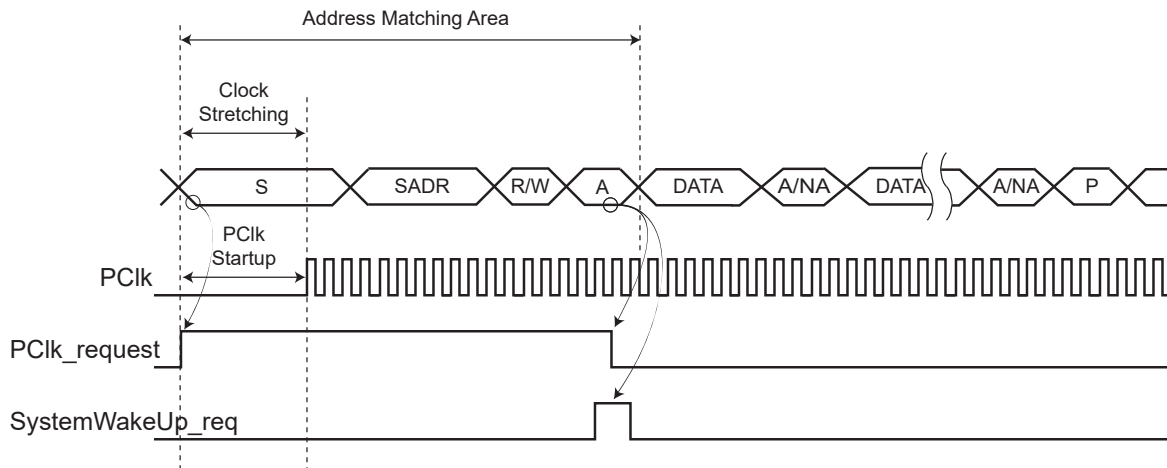 Address Matching Area
Clock
Stretching
S
SADR
R/W
A
DATA
A/NA
DATA
A/NA
P
PClk
Startup
PClk
PClk_request
SystemWakeUp_req